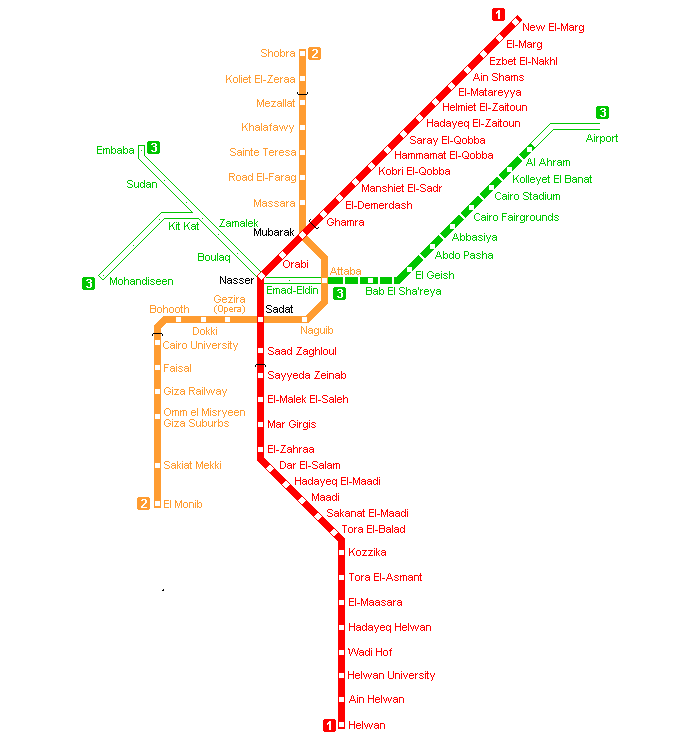 1
New El-Marg
El-Marg
Ezbet El-Nakhl
Ain Shams
El-Matareyya
Helmiet El-Zaitoun
Hadayeq El-Zaitoun
Saray El-Qobba
Hammamat El-Qobba
Kobri El-Qobba
Manshiet El-Sadr
El-Demerdash
Ghamra
Shobra
2
Koliet El-Zeraa
Mezallat
Khalafawy
Sainte Teresa
Road El-Farag
Massara
Mubarak
Orabi
3
Airport
Al Ahram
Kolleyet El Banat
Cairo Stadium
Cairo Fairgrounds
Abbasiya
Abdo Pasha
El Geish
Bab El Sha'reya
3
Attaba
Emad-Eldin
Embaba
3
Sudan
Kit Kat
Zamalek
Boulaq
3
Mohandiseen
Nasser
Sadat
Naguib
Gezira
(Opera)
Bohooth
Dokki
Cairo University
Faisal
Giza Railway
Omm el Misryeen
Giza Suburbs
Sakiat Mekki
2
El Monib
Saad Zaghloul
Sayyeda Zeinab
El-Malek El-Saleh
Mar Girgis
El-Zahraa
Dar El-Salam
Hadayeq El-Maadi
Maadi
Sakanat El-Maadi
Tora El-Balad
Kozzika
Tora El-Asmant
El-Maasara
Hadayeq Helwan
Wadi Hof
Helwan University
Ain Helwan
1
Helwan